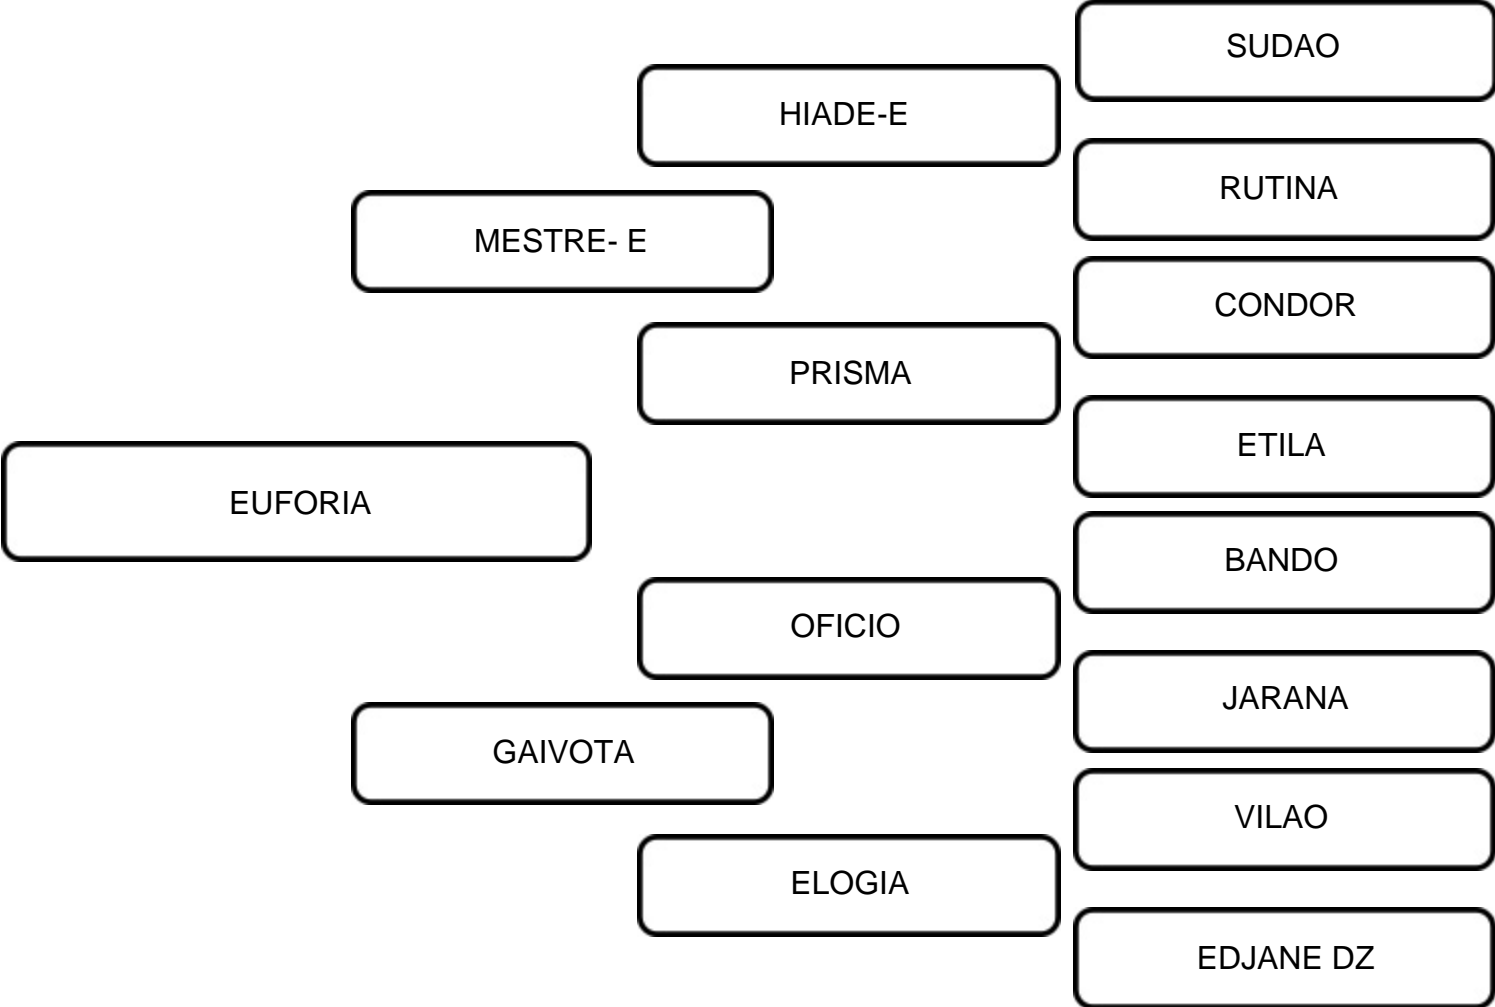 SUDAO
HIADE-E
RUTINA
MESTRE- E
CONDOR
PRISMA
ETILA
EUFORIA
BANDO
OFICIO
JARANA
GAIVOTA
VILAO
ELOGIA
EDJANE DZ